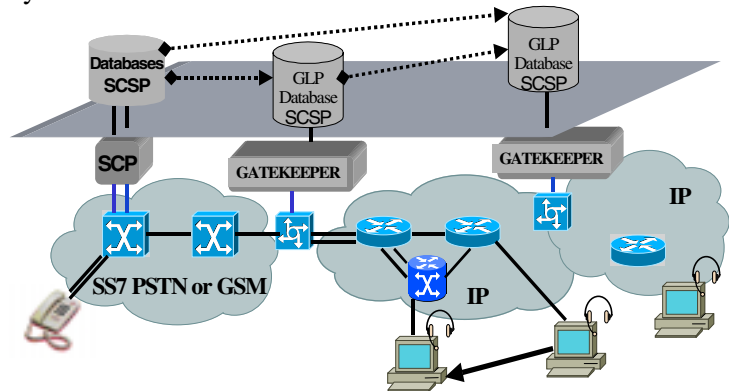 Databases
SCSP
GLP
Database
SCSP
GLP
Database
SCSP
SCP
GATEKEEPER
GATEKEEPER
SS7 PSTN or GSM
IP
IP